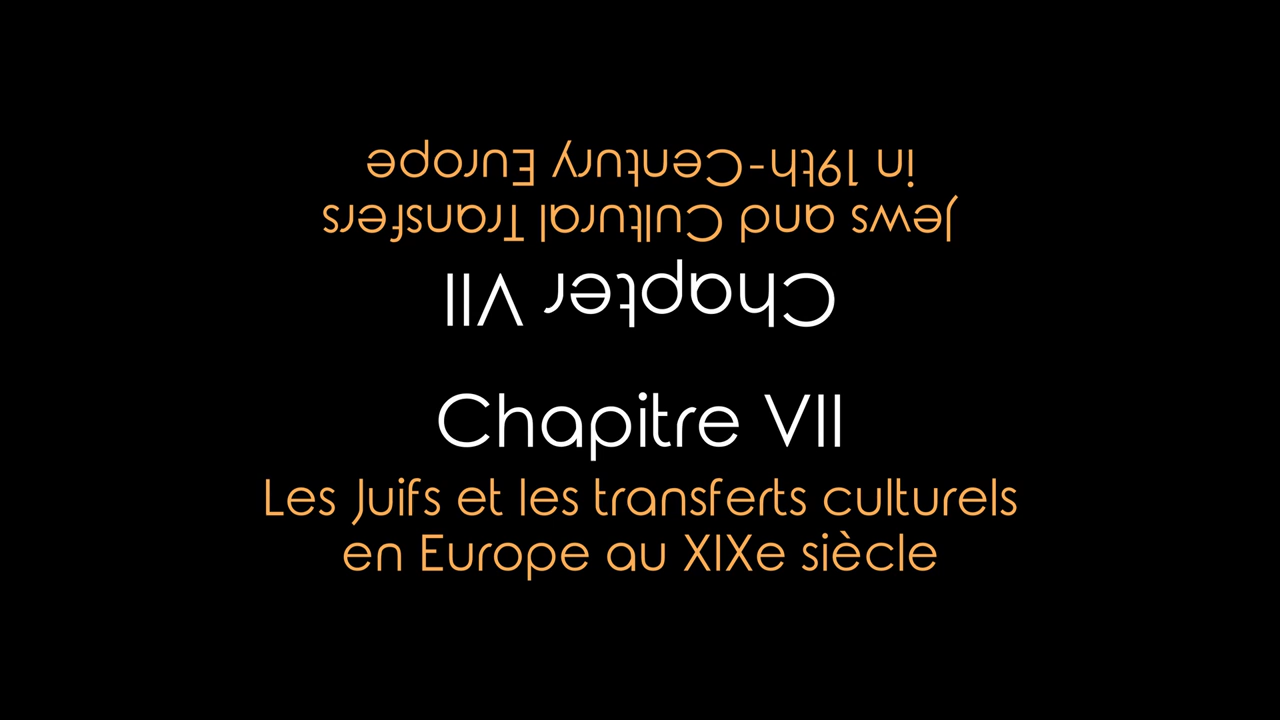 Chapter VII
Jews and Cultural Transfers
in 19th-Century Europe
Chapitre VII
Les Juifs et les transferts culturels
en Europe au XIXe siècle